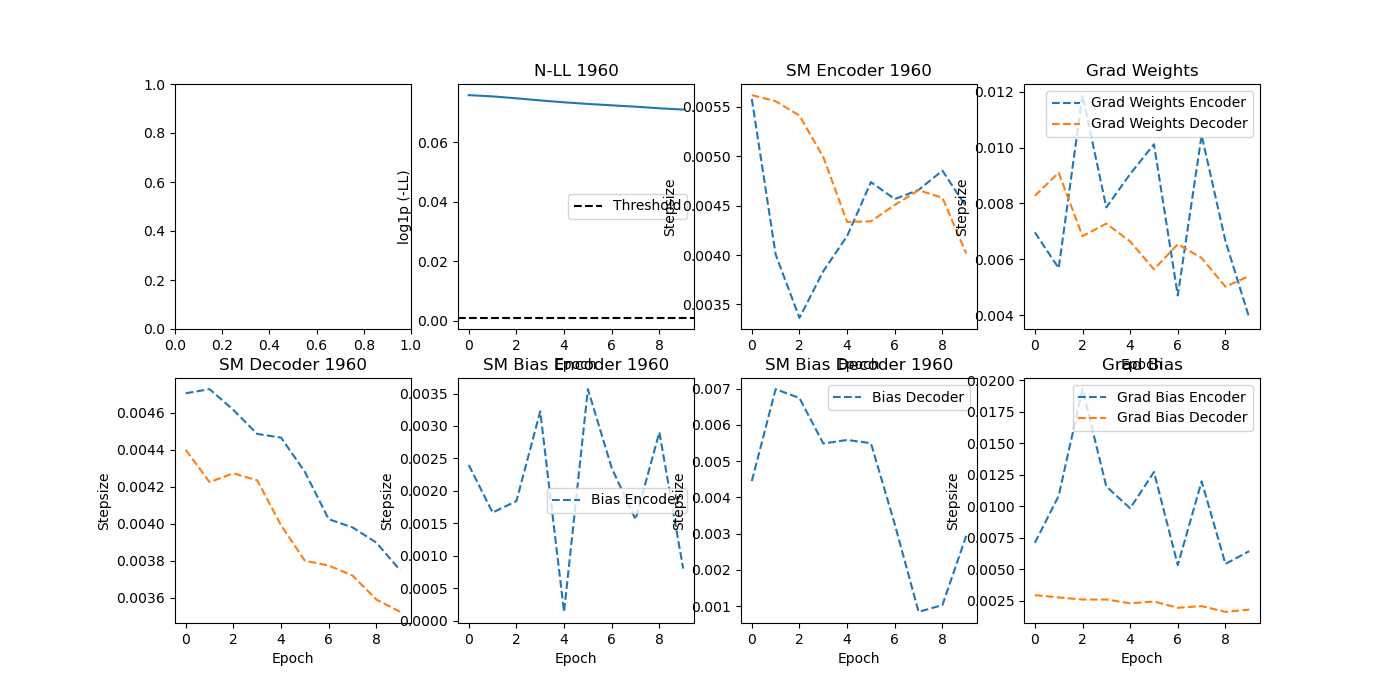 N-LL 1960
SM Encoder 1960
Grad Weights
1.0
0.8
0.6
0.4
0.2
0.0
0.0 0.2 0.4 0.6 0.8 1.0
log1p (-LL)
0.06
0.04
0.02
0.00
0 2 4 6 8
Epoch
Threshold
Stepsize
0.0055
0.0050
0.0045
0.0040
0.0035
0 2 4 6 8
Epoch
Stepsize
0.012
0.010
0.008
0.006
0.004
0 2 4 6 8
Epoch
Grad Weights Encoder
Grad Weights Decoder
SM Decoder 1960
SM Bias Encoder 1960
SM Bias Decoder 1960
Grad Bias
Stepsize
0.0046
0.0044
0.0042
0.0040
0.0038
0.0036
0 2 4 6 8
Epoch
Stepsize
0.0035
0.0030
0.0025
0.0020
0.0015
0.0010
0.0005
0.0000
0 2 4 6 8
Epoch
Bias Encoder
Stepsize
0.007
0.006
0.005
0.004
0.003
0.002
0.001
0 2 4 6 8
Epoch
Bias Decoder
Stepsize
0.0200
0.0175
0.0150
0.0125
0.0100
0.0075
0.0050
0.0025
0 2 4 6 8
Epoch
Grad Bias Encoder
Grad Bias Decoder